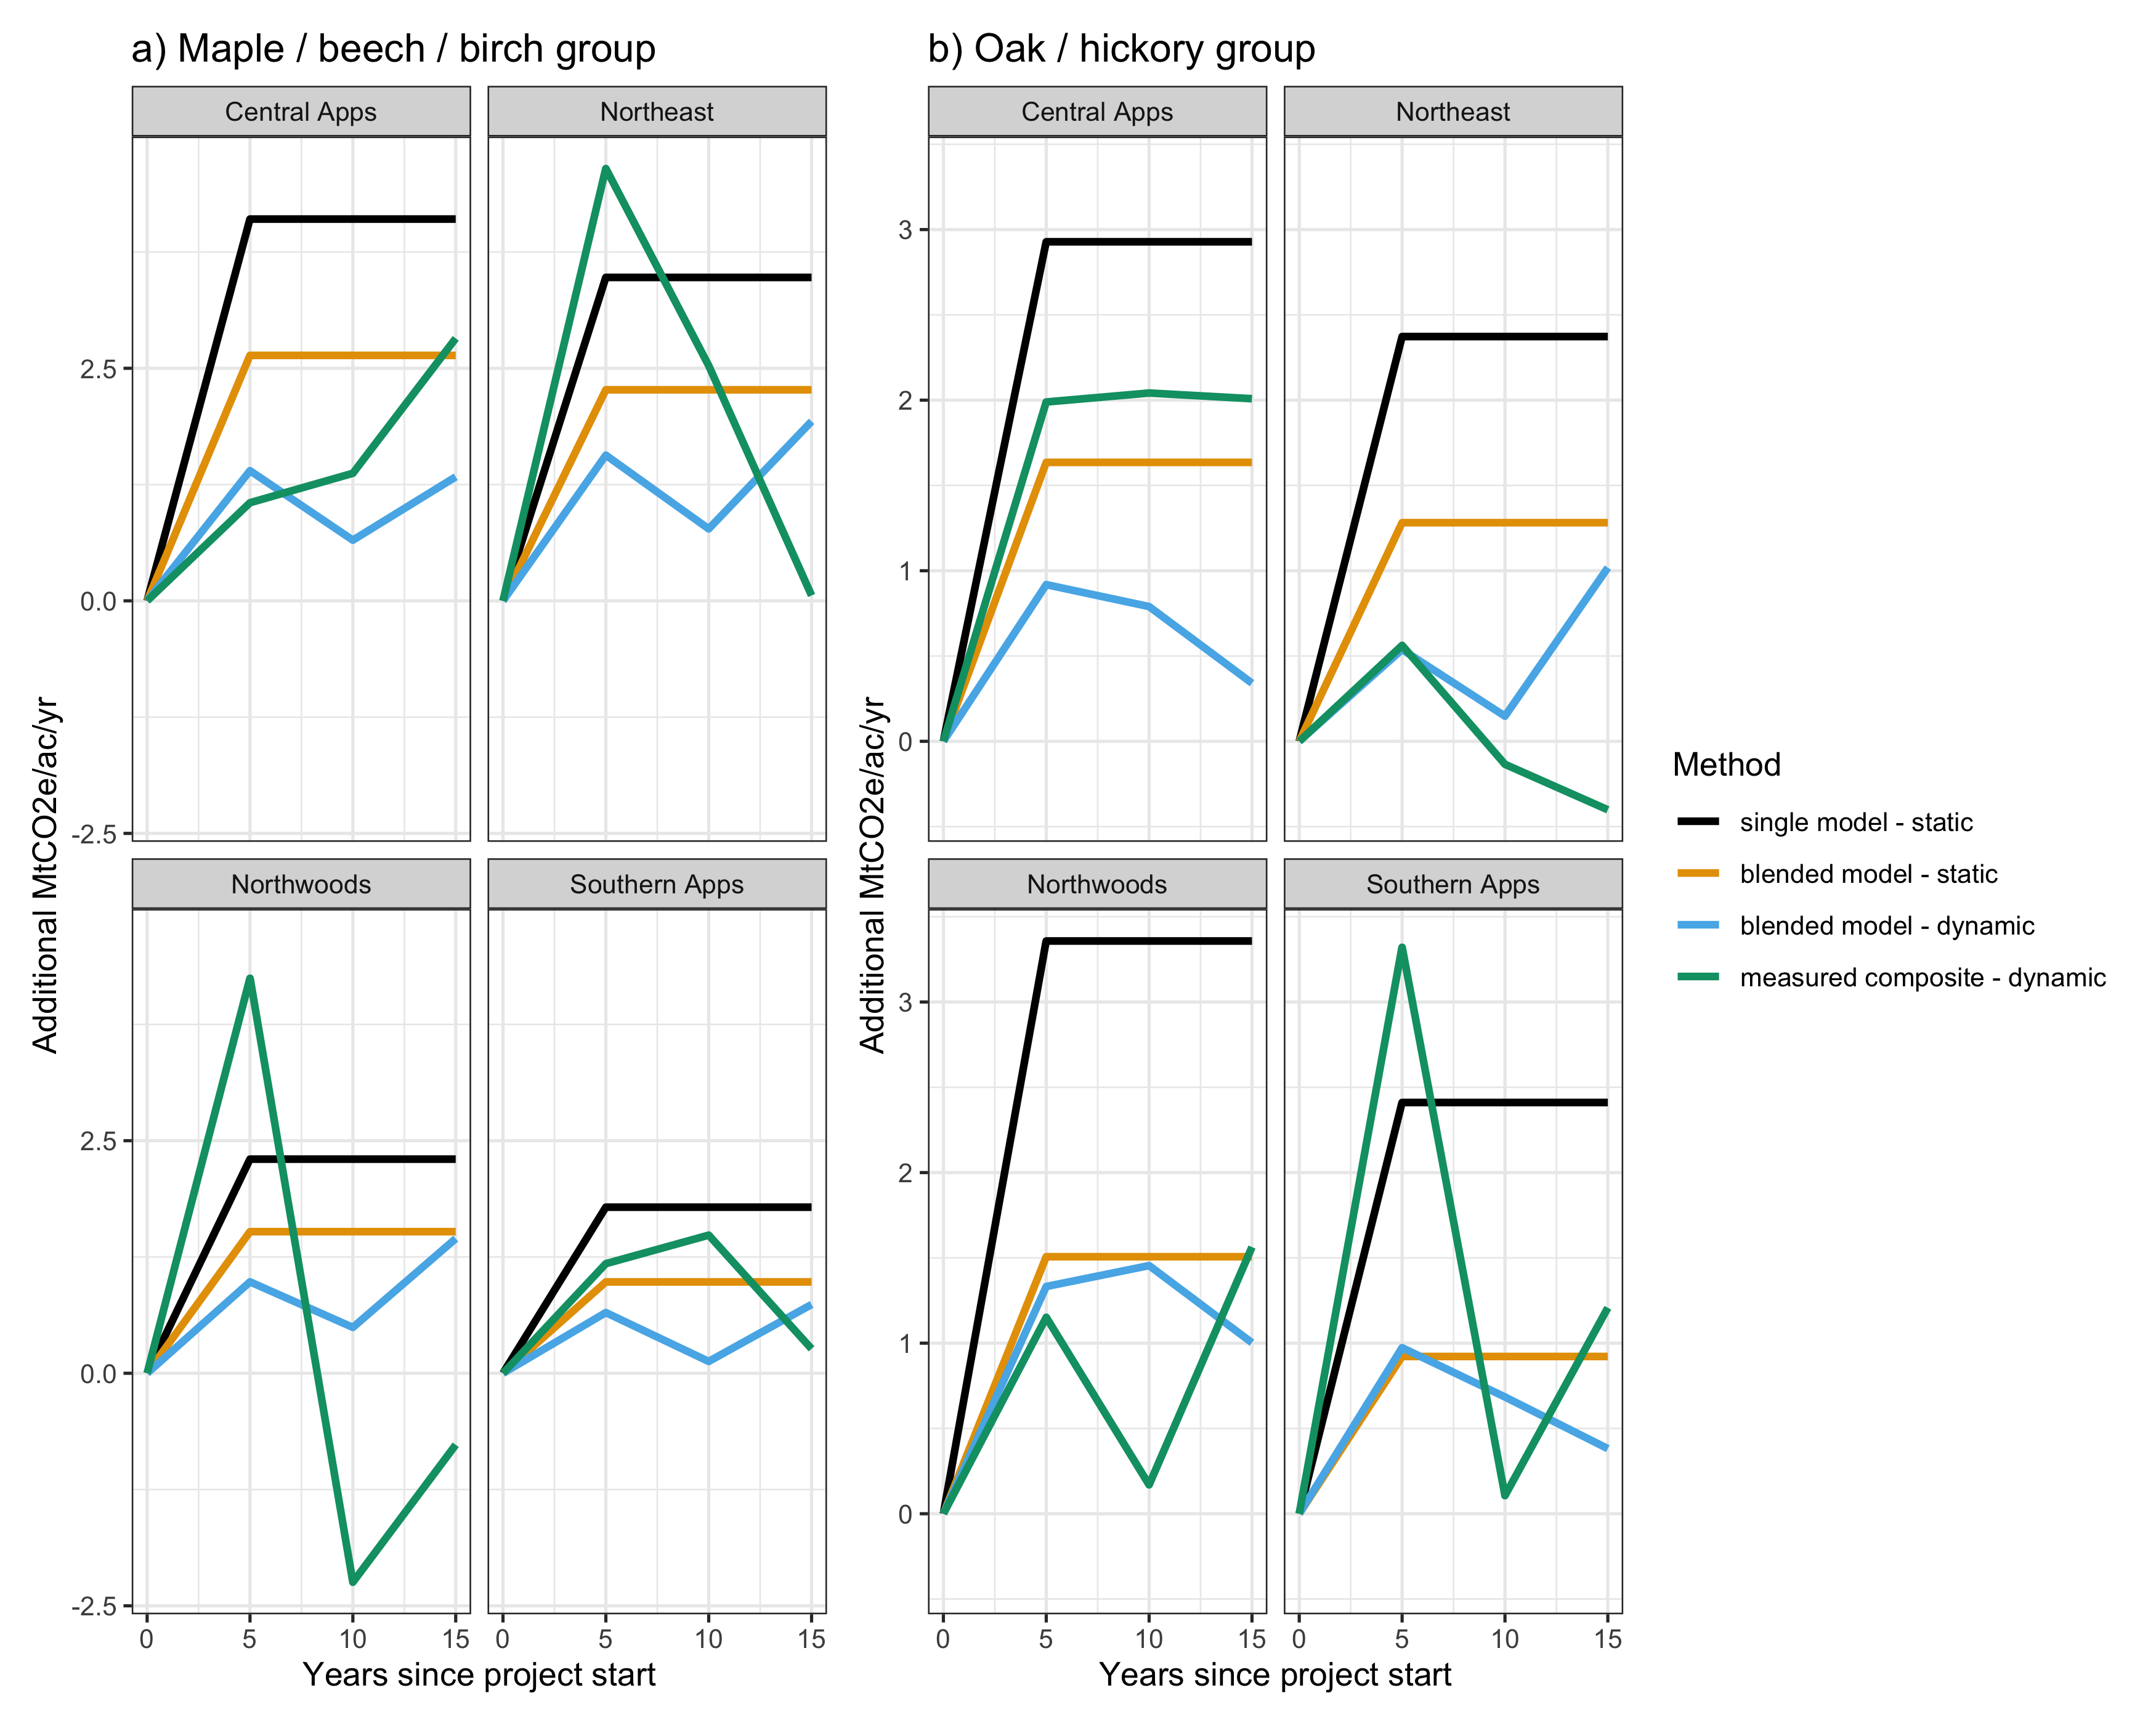 a) Maple / beech / birch group
Central Apps
Northeast
2.5
0.0
-2.5
Northwoods
Southern Apps
2.5
0.0
-2.5
0 5 10 15
0 5 10 15
Additional MtCO2e/ac/yr
Years since project start
b) Oak / hickory group
Central Apps
Northeast
3
2
1
0
Northwoods
Southern Apps
3
2
1
0
0 5 10 15
0 5 10 15
Additional MtCO2e/ac/yr
Years since project start
Method
single model - static
blended model - static
blended model - dynamic
measured composite - dynamic